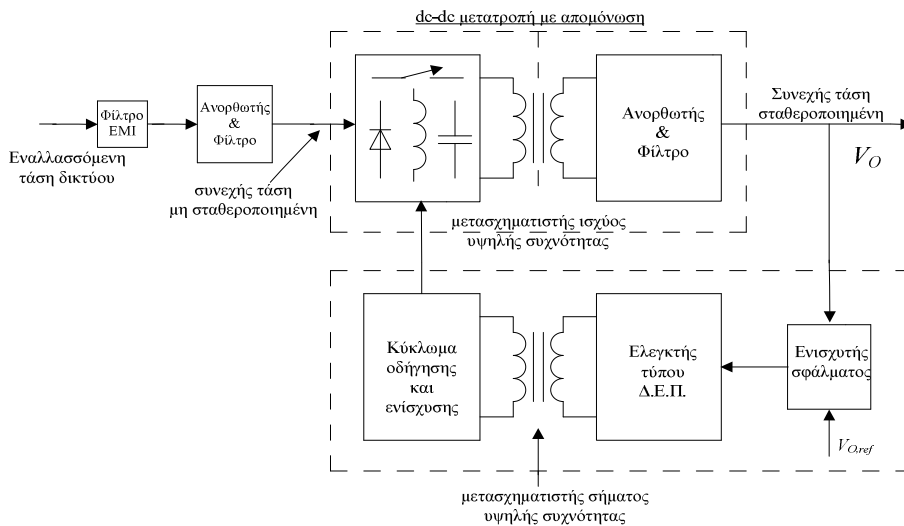 dc-dc μετατροπή με απομόνωση
Φίλτρο
EMI
Ανορθωτής
&
Φίλτρο
Εναλλασσόμενη
τάση δικτύου
συνεχής τάση
μη σταθεροποιημένη
Ανορθωτής
&
Φίλτρο
Συνεχής τάση
σταθεροποιημένη
V_O
μετασχηματιστής ισχύος
υψηλής συχνότητας
Κύκλωμα
οδήγησης
και
ενίσχυσης
Ελεγκτής
τύπου
Δ.Ε.Π.
Ενισχυτής
σφάλματος
V_{O,ref}
μετασχηματιστής σήματος
υψηλής συχνότητας